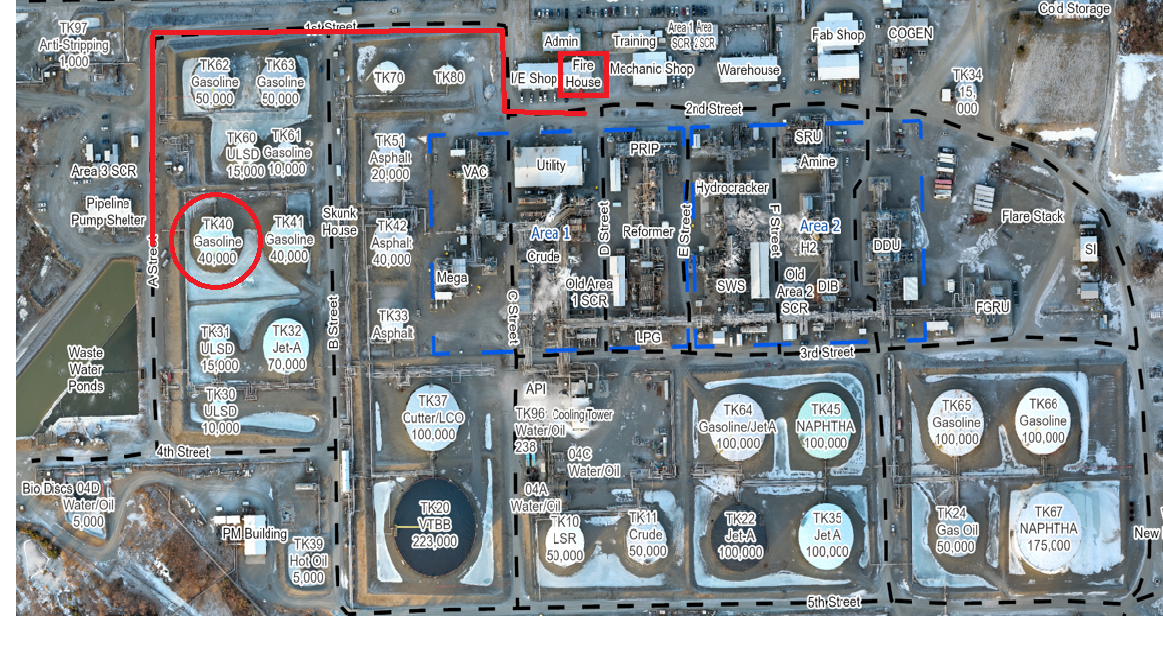 TK97
Anti-Stripping
1,000
1st Street
Admin
Training
Area 1
SCR
Area
2 SCR
Fab Shop
COGEN
Cold Storage
TK62
Gasoline
50,000
TK63
Gasoline
50,000
TK70
TK80
I/E Shop
Fire
House
Mechanic Shop
Warehouse
TK34
15,
000
2nd Street
TK60
ULSD
15,000
TK61
Gasoline
10,000
TK51
Asphalt
20,000
Area 3 SCR
VAC
Utility
PRIP
SRU
Amine
Hydrocracker
Pipeline
Pump Shelter
Skunk
House
TK40
Gasoline
40,000
TK41
Gasoline
40,000
TK42
Asphalt
40,000
Area 1
Crude
D Street
Reformer
E Street
F Street
Area 2
H2
DDU
Flare Stack
SI
A Street
Mega
Old Area
1 SCR
SWS
Old
Area 2
SCR
DIB
FGRU
C Street
B Street
TK31
ULSD
15,000
TK32
Jet-A
70,000
TK33
Asphalt
LPG
3rd Street
Waste
Water
Ponds
TK30
ULSD
10,000
TK37
Cutter/LCO
100,000
API
TK96
Water/Oil
238
Cooling Tower
TK64
Gasoline/JetA
100,000
TK45
NAPHTHA
100,000
TK65
Gasoline
100,000
TK66
Gasoline
100,000
4th Street
04C
Water/Oil
Bio Discs
04D
Water/Oil
5,000
04A
Water/Oil
TK20
VTBB
223,000
TK10
LSR
50,000
TK11
Crude
50,000
TK22
Jet-A
100,000
TK35
Jet A
100,000
TK24
Gas Oil
50,000
TK67
NAPHTHA
175,000
New
PM Building
TK39
Hot Oil
5,000
5th Street